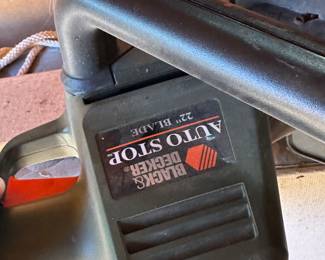 BLACK&
DECKER®
AUTO STOP
22" BLADE